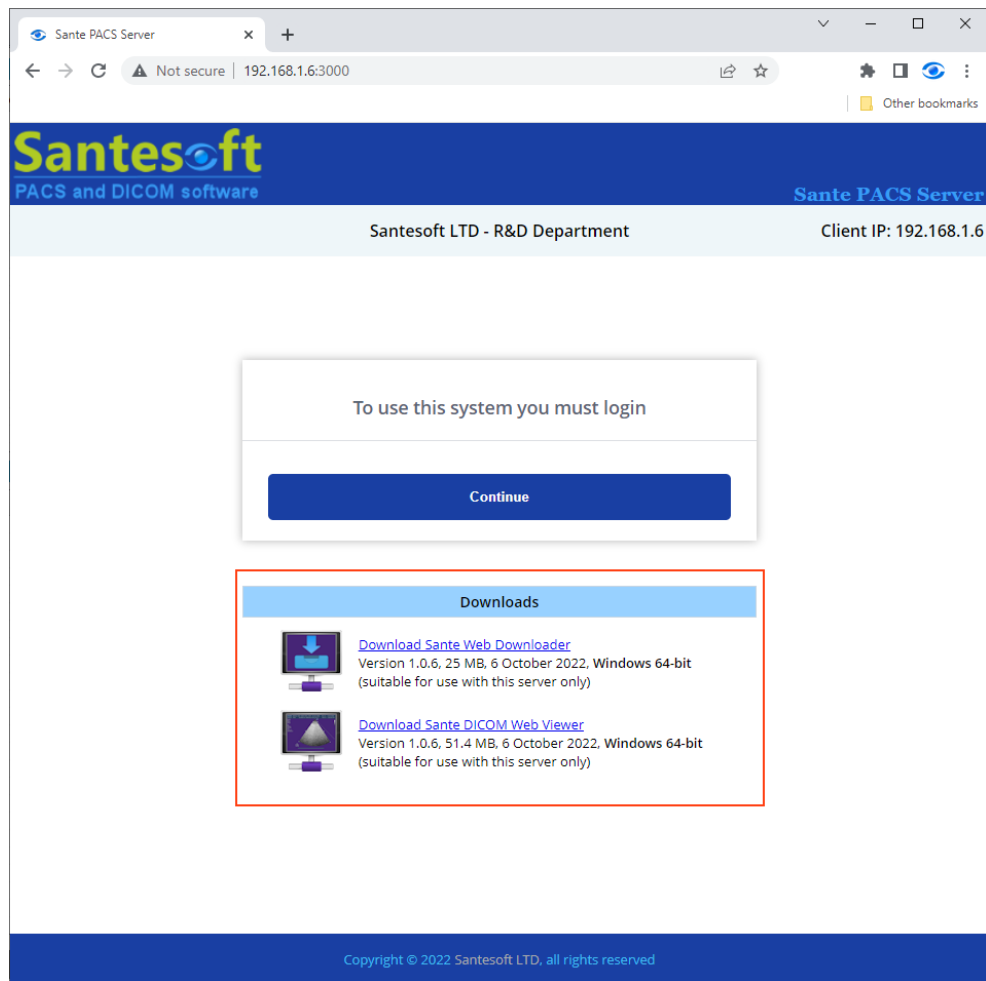 Sante PACS Server
Not secure | 192.168.1.6:3000
Other bookmarks
Santesoft
PACS and DICOM software
Sante PACS Server
Santesoft LTD - R&D Department
Client IP: 192.168.1.6
To use this system you must login
Continue
Downloads
Download Sante Web Downloader
Version 1.0.6, 25 MB, 6 October 2022, Windows 64-bit
(suitable for use with this server only)
Download Sante DICOM Web Viewer
Version 1.0.6, 51.4 MB, 6 October 2022, Windows 64-bit
(suitable for use with this server only)
Copyright © 2022 Santesoft LTD, all rights reserved